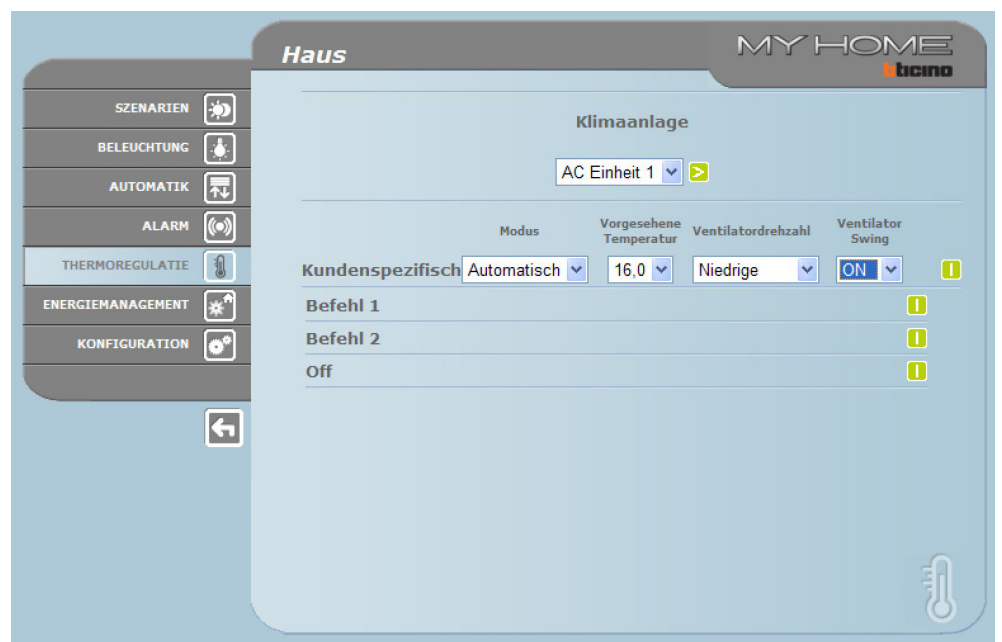 Haus
MY HOME
bticino
SZENARIEN
BELEUCHTUNG
AUTOMATIK
ALARM
THERMOREGULATIE
ENERGIEMANAGEMENT
KONFIGURATION
Klimaanlage
AC Einheit 1
Modus
Vorgesehene
Temperatur
Ventilatordrehzahl
Ventilator
Swing
Kundenspezifisch Automatisch 16,0 Niedrige ON
Befehl 1
Befehl 2
Off